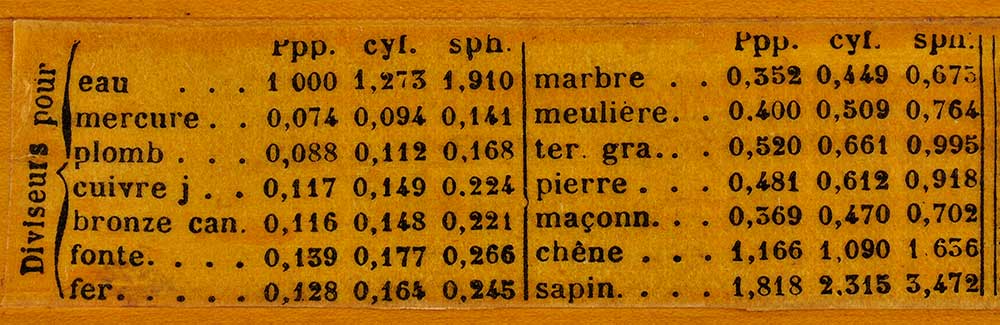 Diviseurs pour
Ppp. cyl. sph.
eau . . . 1 000 1,273 1,910
mercure . . 0,074 0,094 0,141
plomb . . . 0,088 0,112 0,168
cuivre j . . 0,117 0,149 0.224
bronze can. 0,116 0,148 0,221
fonte. . . . 0,139 0,177 0,266
fer. . . . . 0,128 0,164 0,245
Ppp. cyl. sph.
marbre . . 0,352 0,449 0,673
meulière. . 0.400 0,509 0,764
ter. gra. . . 0,520 0,661 0,995
pierre . . . 0,481 0,612 0,918
maçonn. . . 0,369 0,470 0,702
chêne . . . 1,166 1,090 1 636
sapin. . . . 1,818 2.315 3,472